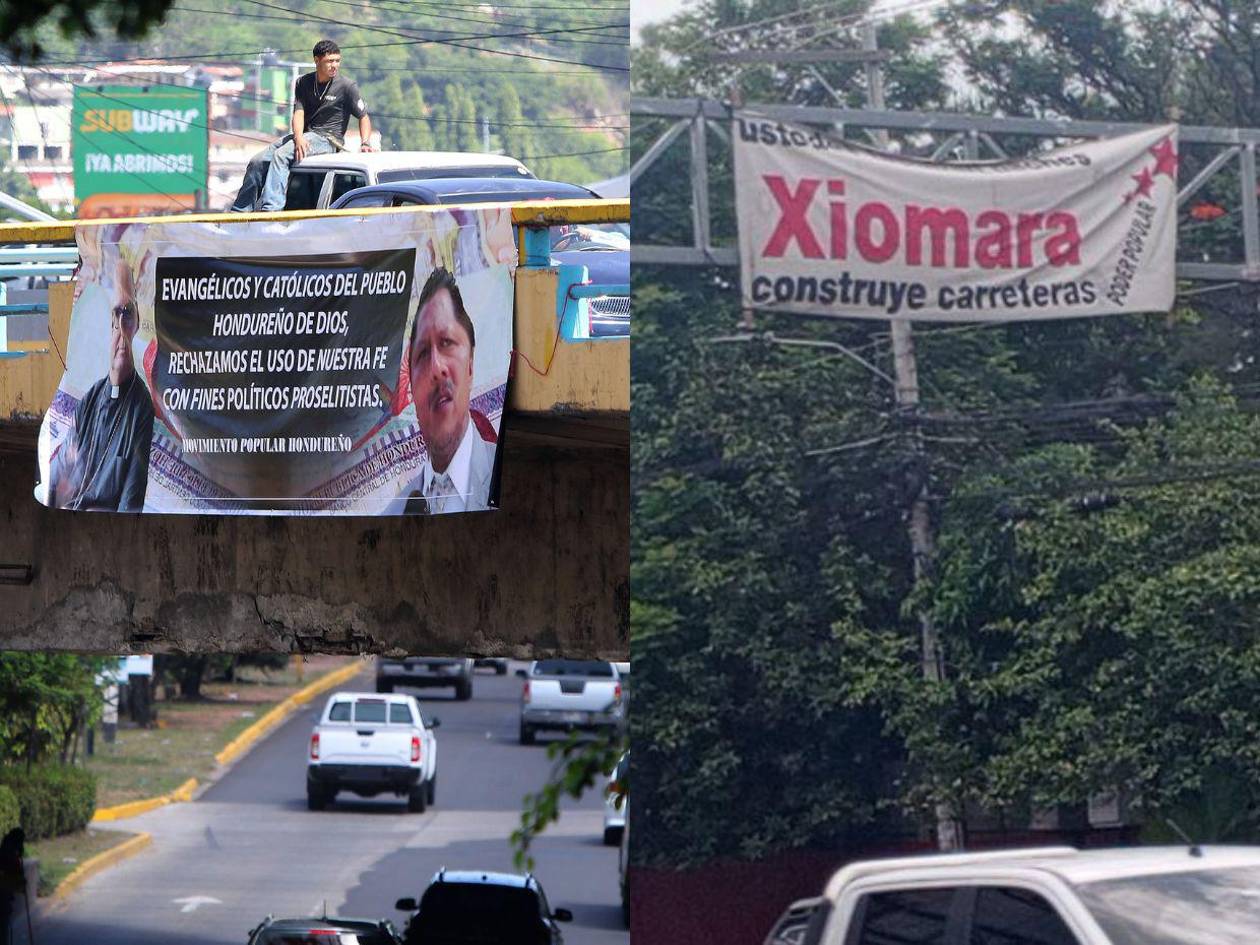 SUBWAY
¡YA ABRIMOS!
EVANGÉLICOS Y CATÓLICOS DEL PUEBLO
HONDUREÑO DE DIOS,
RECHAZAMOS EL USO DE NUESTRA FE
CON FINES POLÍTICOS PROSELITISTAS.
MOVIMIENTO POPULAR HONDUREÑO
Xiomara
construye carreteras
PODER POPULAR